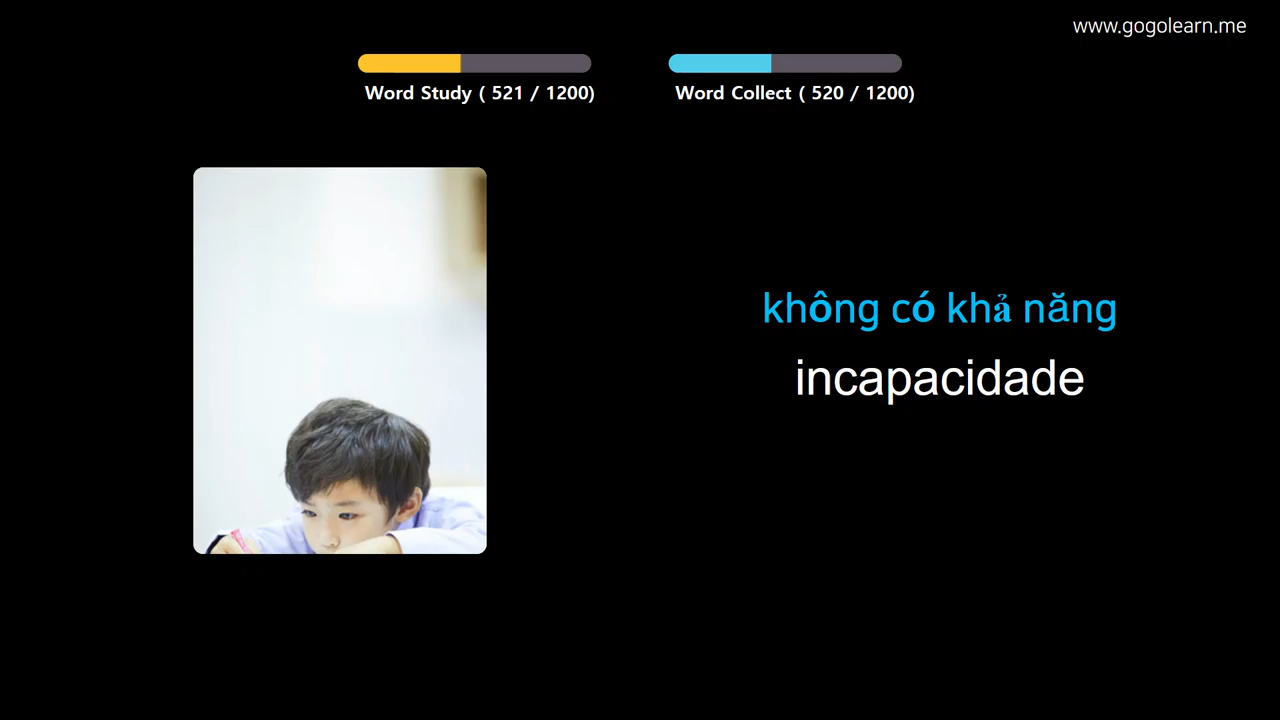 www.gogolearn.me
Word Study ( 521 / 1200)
Word Collect ( 520 / 1200)
không có khả năng
incapacidade